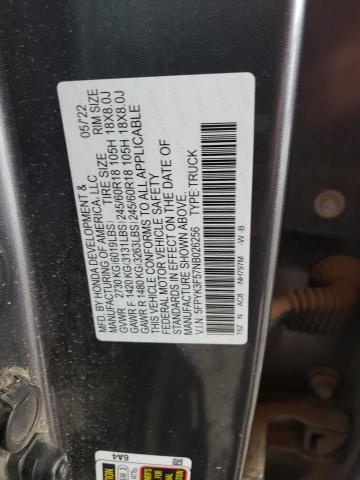 MFD. BY HONDA DEVELOPMENT & 05/'22
MANUFACTURING OF AMERICA, LLC
TIRE SIZE RIM SIZE
GVWR 2730 KG(6019LBS)
GAWR F 1420 KG(3131LBS) 245/60R18 105H 18X8.0J
GAWR R 1480 KG(3263LBS) 245/60R18 105H 18X8.0J
THIS VEHICLE CONFORMS TO ALL APPLICABLE
FEDERAL MOTOR VEHICLE SAFETY
STANDARDS IN EFFECT ON THE DATE OF
MANUFACTURE SHOWN ABOVE.
V.I.N.: 5FPYK3F57NB026256 TYPE:TRUCK
T6Z N AC8 -NH797M -W -B
6A4